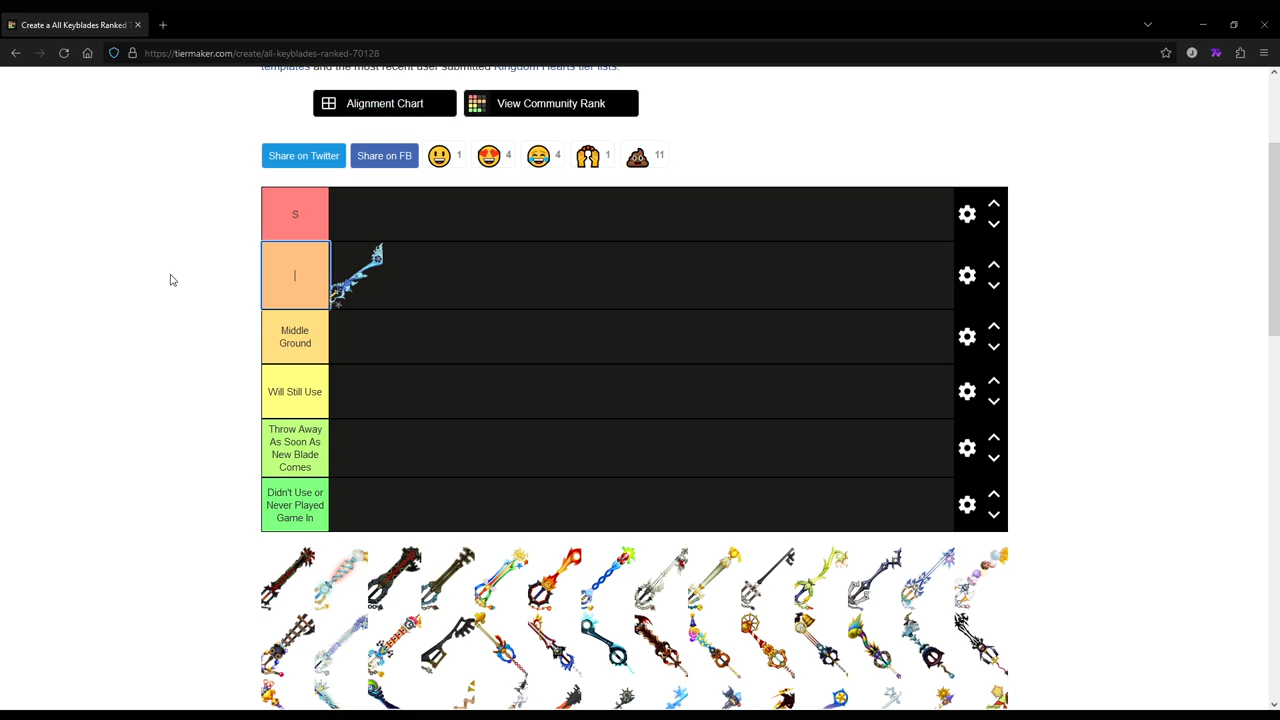 Create a All Keyblades Ranked
https://tiermaker.com/create/all-keyblades-ranked-70128
templates and the most recent user submitted Kingdom Hearts tier lists.
Alignment Chart
View Community Rank
Share on Twitter
Share on FB
1
4
4
1
11
S
Middle
Ground
Will Still Use
Throw Away
As Soon As
New Blade
Comes
Didn't Use or
Never Played
Game In